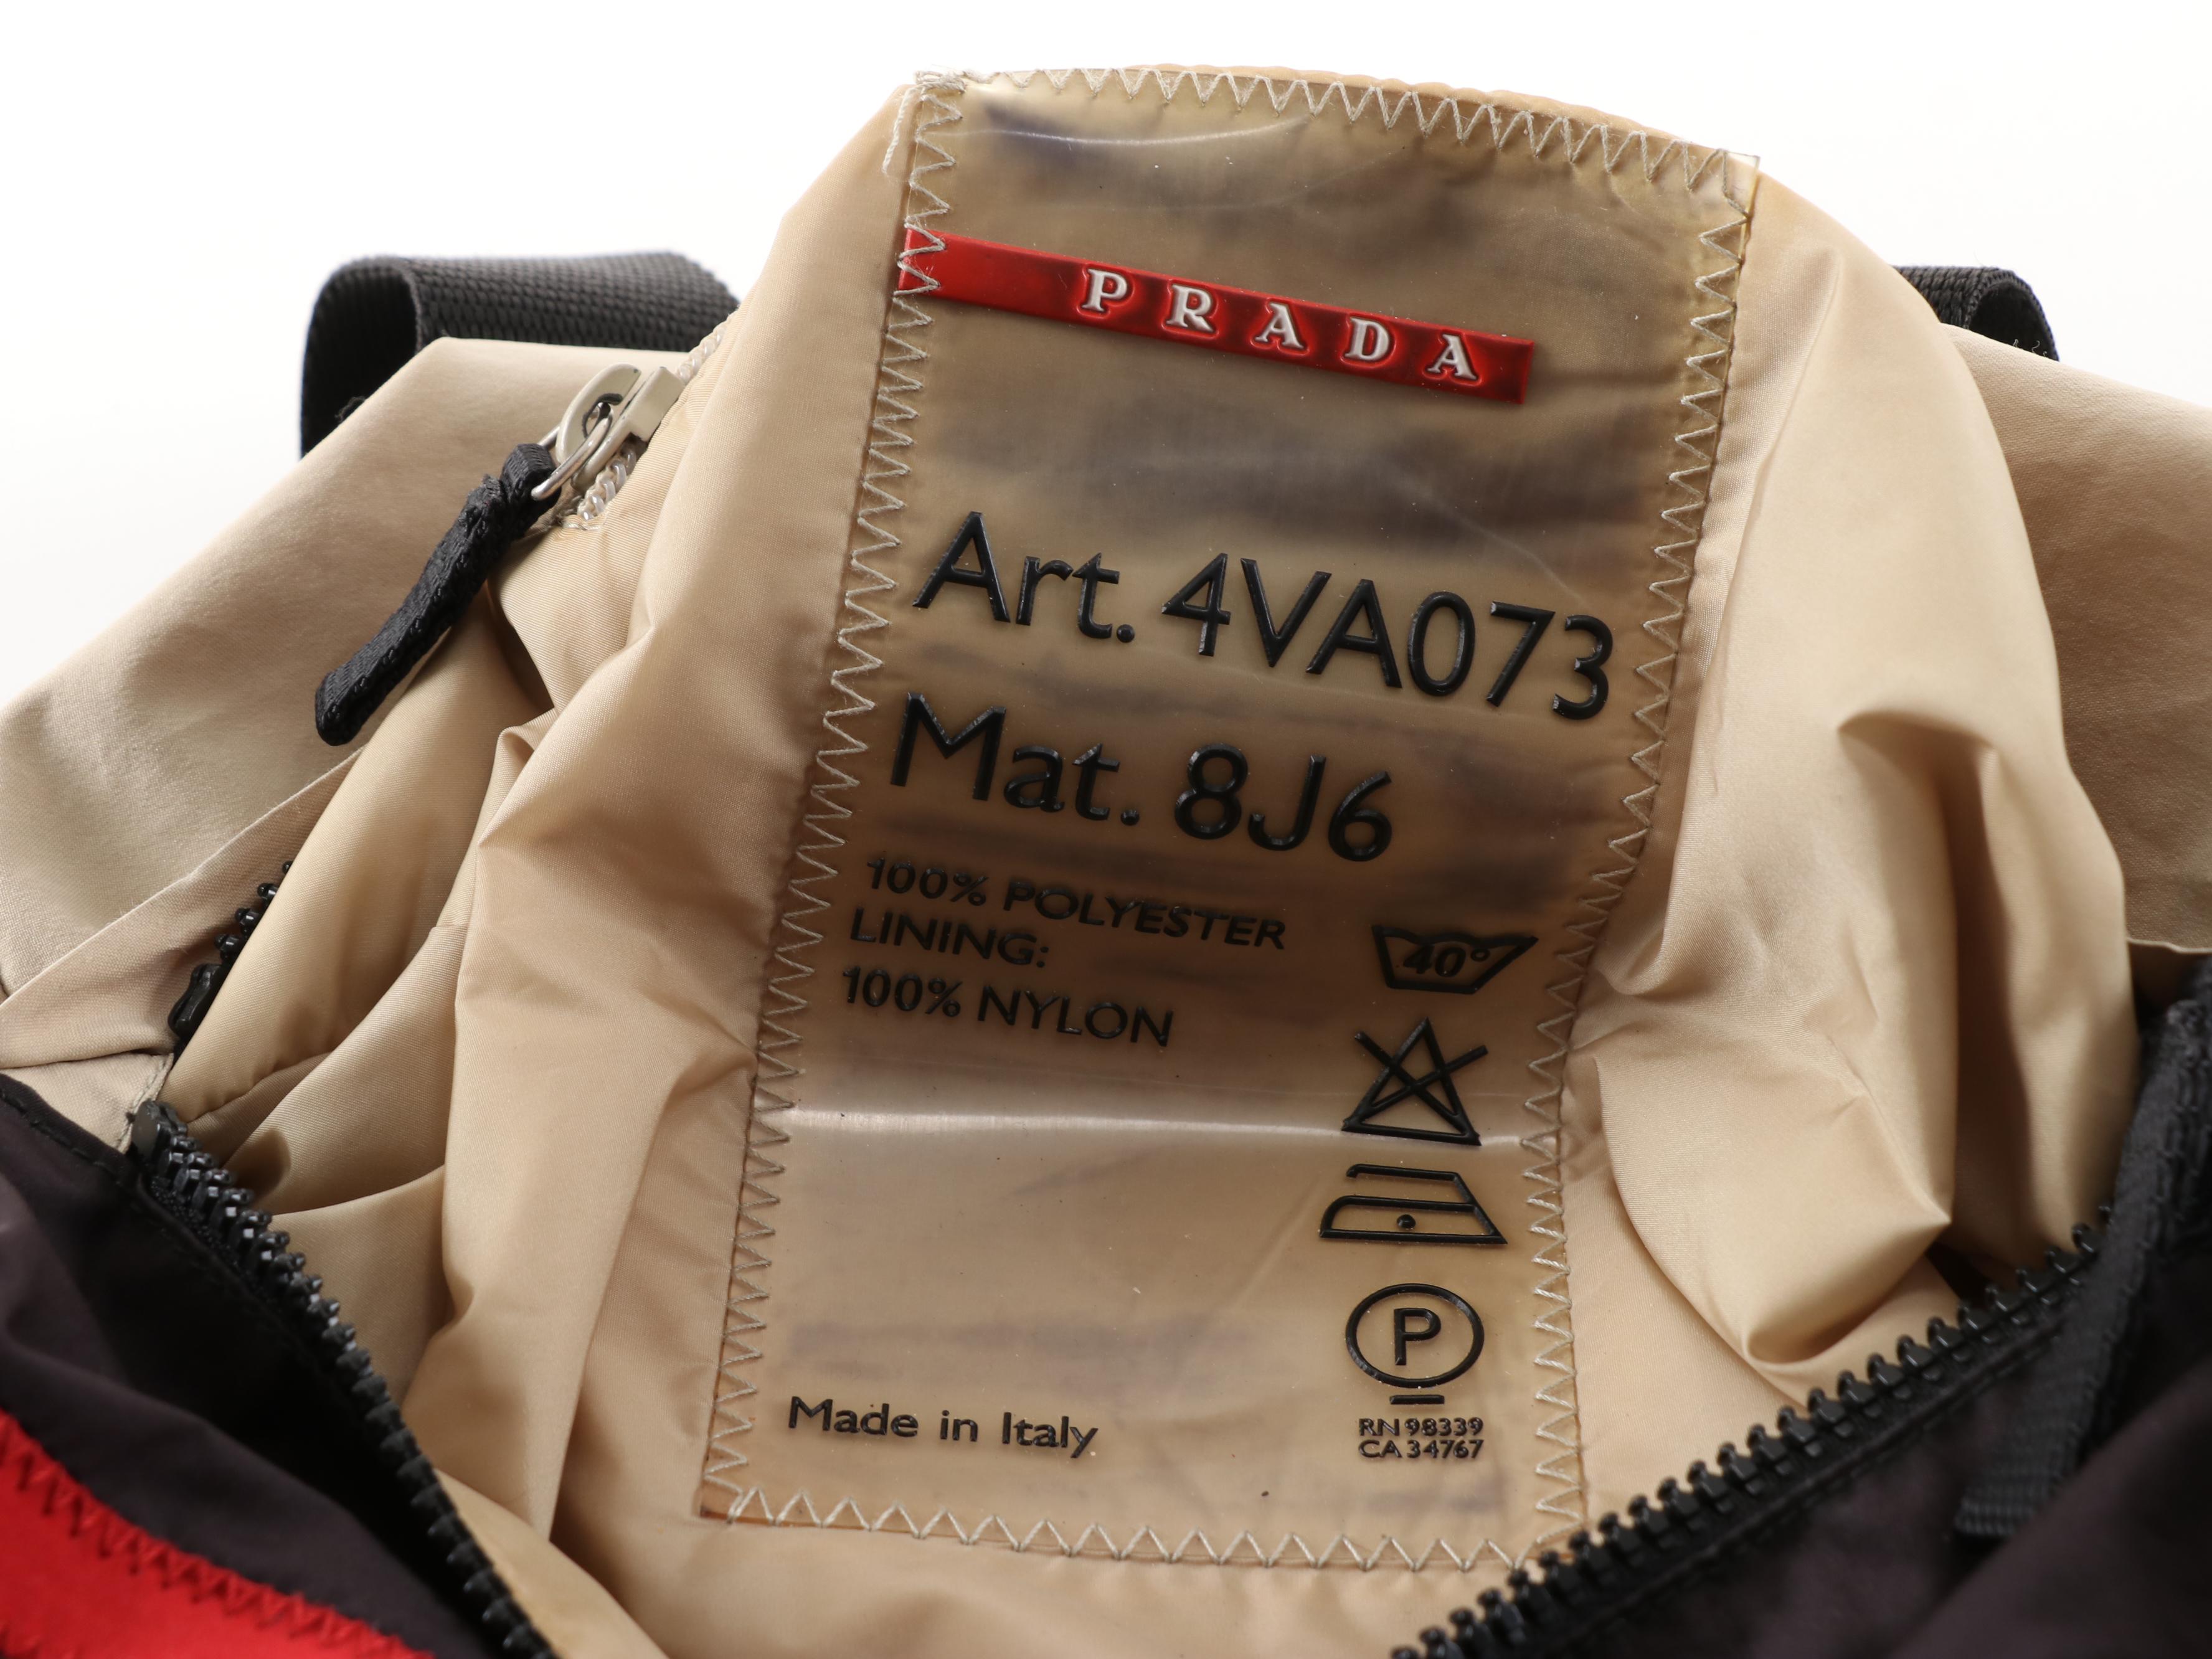 PRADA
Art. 4VA073
Mat. 8J6
100% POLYESTER
LINING:
100% NYLON
40°
P
Made in Italy
RN 98339
CA 34767